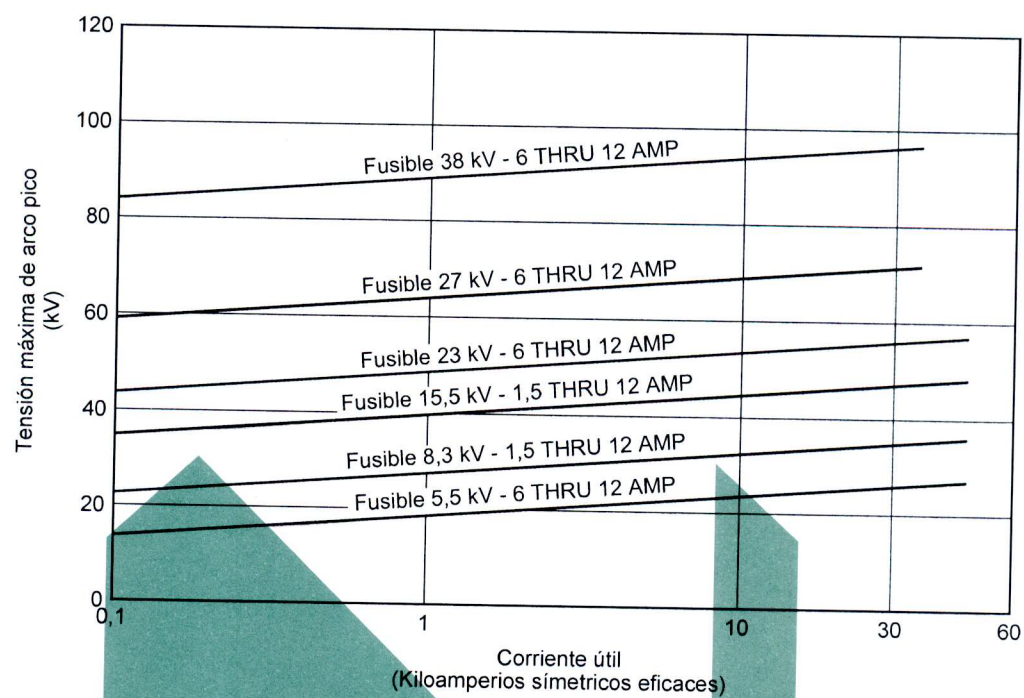 120
100
80
60
40
20
0
Tensión máxima de arco pico
(kV)
Fusible 38 kV - 6 THRU 12 AMP
Fusible 27 kV - 6 THRU 12 AMP
Fusible 23 kV - 6 THRU 12 AMP
Fusible 15,5 kV - 1,5 THRU 12 AMP
Fusible 8,3 kV - 1,5 THRU 12 AMP
Fusible 5,5 kV - 6 THRU 12 AMP
0,1
1
10
30
60
Corriente útil
(Kiloamperios símetricos eficaces)